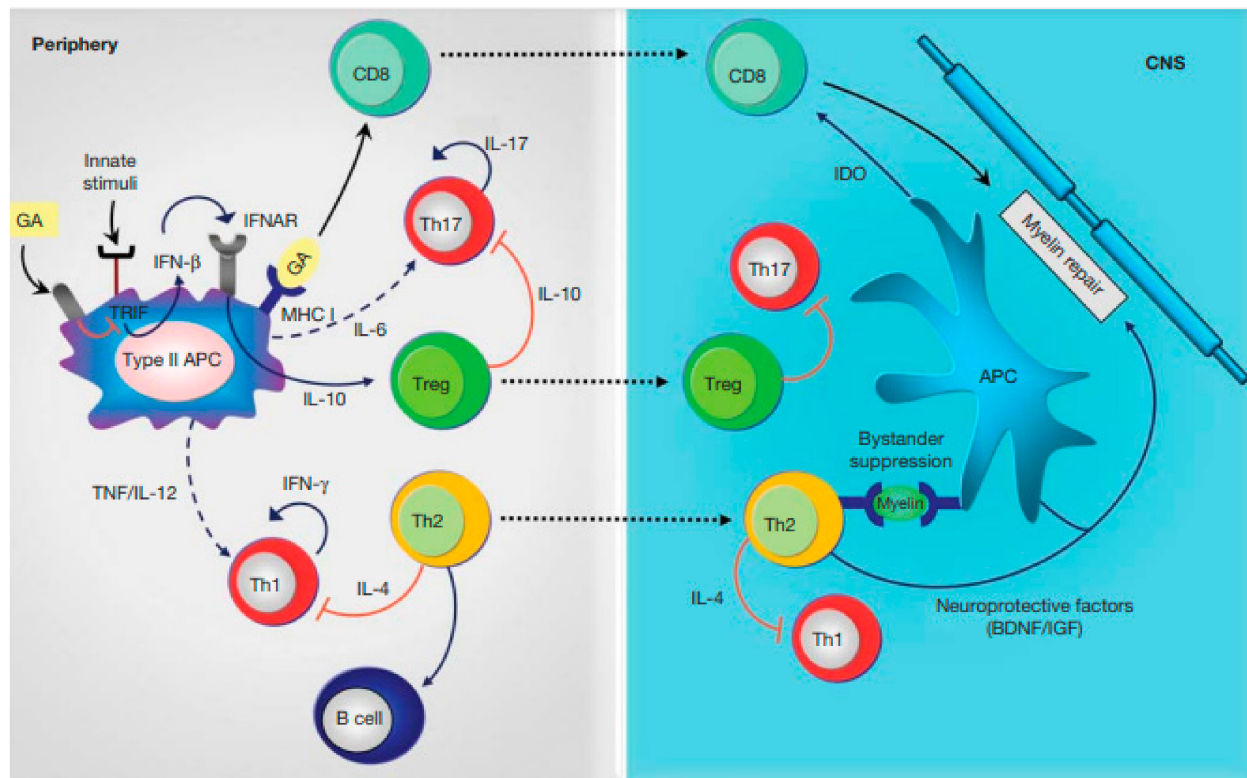 Periphery
CD8
IL-17
Innate
stimuli
GA
IFNAR
IFN-β
GA
Th17
TRIF
MHC I
IL-6
IL-10
Type II APC
Treg
IL-10
TNF/IL-12
IFN-γ
Th2
Th1
IL-4
B cell
CNS
CD8
IDO
Myelin repair
Th17
Treg
APC
Bystander
suppression
Th2
Myelin
IL-4
Th1
Neuroprotective factors
(BDNF/IGF)